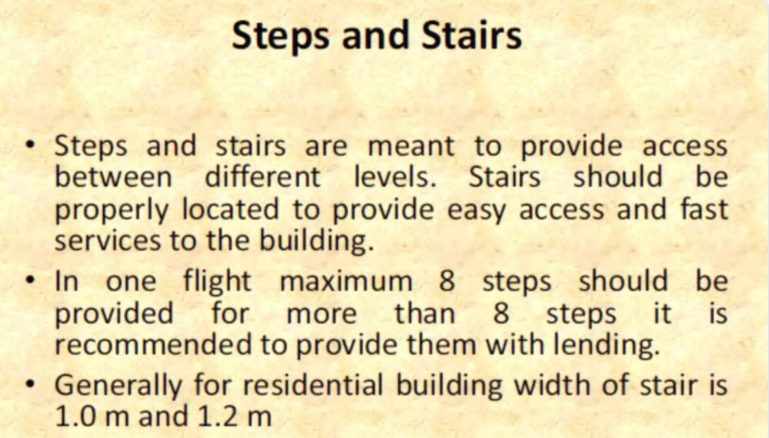 Steps and Stairs
• Steps and stairs are meant to provide access
between different levels. Stairs should be
properly located to provide easy access and fast
services to the building.
• In one flight maximum 8 steps should be
provided for more than 8 steps it is
recommended to provide them with lending.
• Generally for residential building width of stair is
1.0 m and 1.2 m